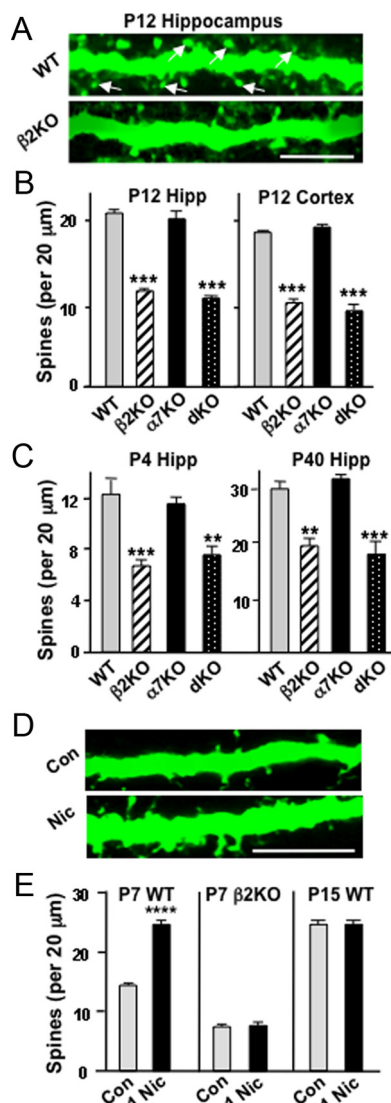 A
P12 Hippocampus
WT
β2KO
B
Spines (per 20 μm)
20
10
0
P12 Hipp
***
***
WT
β2KO
α7KO
dKO
P12 Cortex
***
***
WT
β2KO
α7KO
dKO
C
Spines (per 20 μm)
12
8
4
0
P4 Hipp
***
**
WT
β2KO
α7KO
dKO
30
20
10
P40 Hipp
**
***
WT
β2KO
α7KO
dKO
D
Con
Nic
E
Spines (per 20 μm)
30
20
10
0
P7 WT
****
P7 β2KO
P15 WT
Con
1 Nic
Con
1 Nic
Con
1 Nic